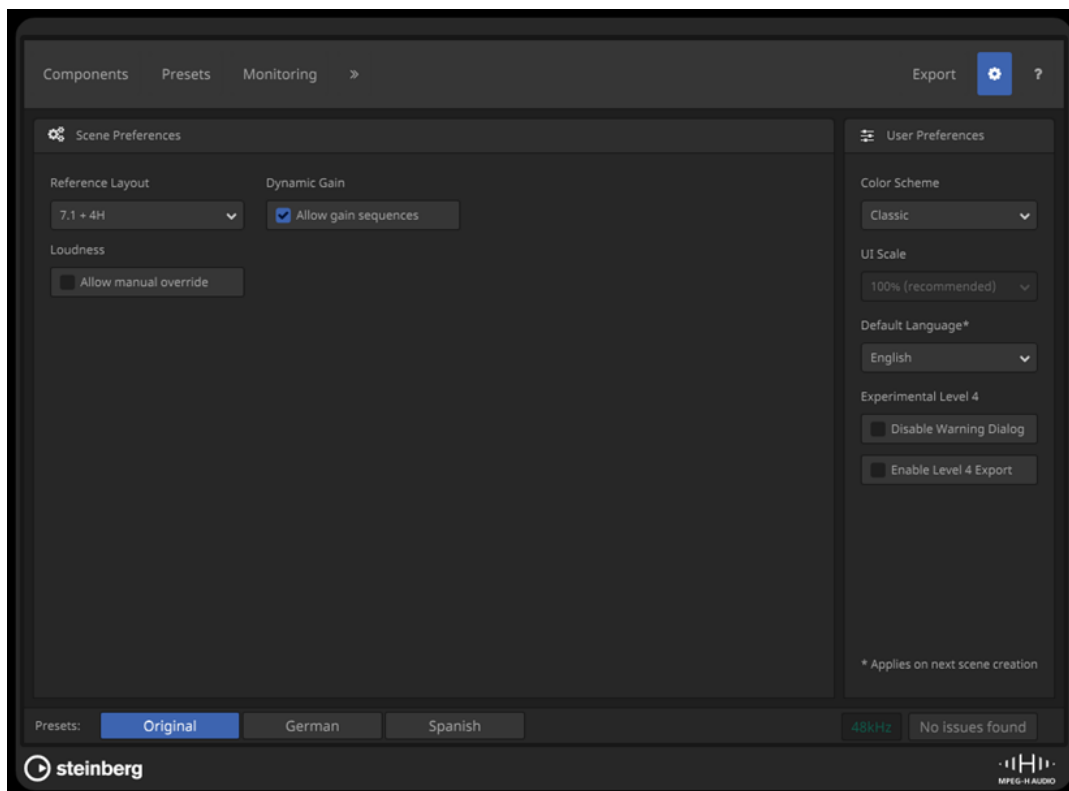 Components Presets Monitoring » Export ?
Scene Preferences
Reference Layout Dynamic Gain
7.1 + 4H Allow gain sequences
Loudness
Allow manual override
User Preferences
Color Scheme
Classic
UI Scale
100% (recommended)
Default Language*
English
Experimental Level 4
Disable Warning Dialog
Enable Level 4 Export
* Applies on next scene creation
Presets: Original German Spanish 48kHz No issues found
steinberg
MPEG-H AUDIO